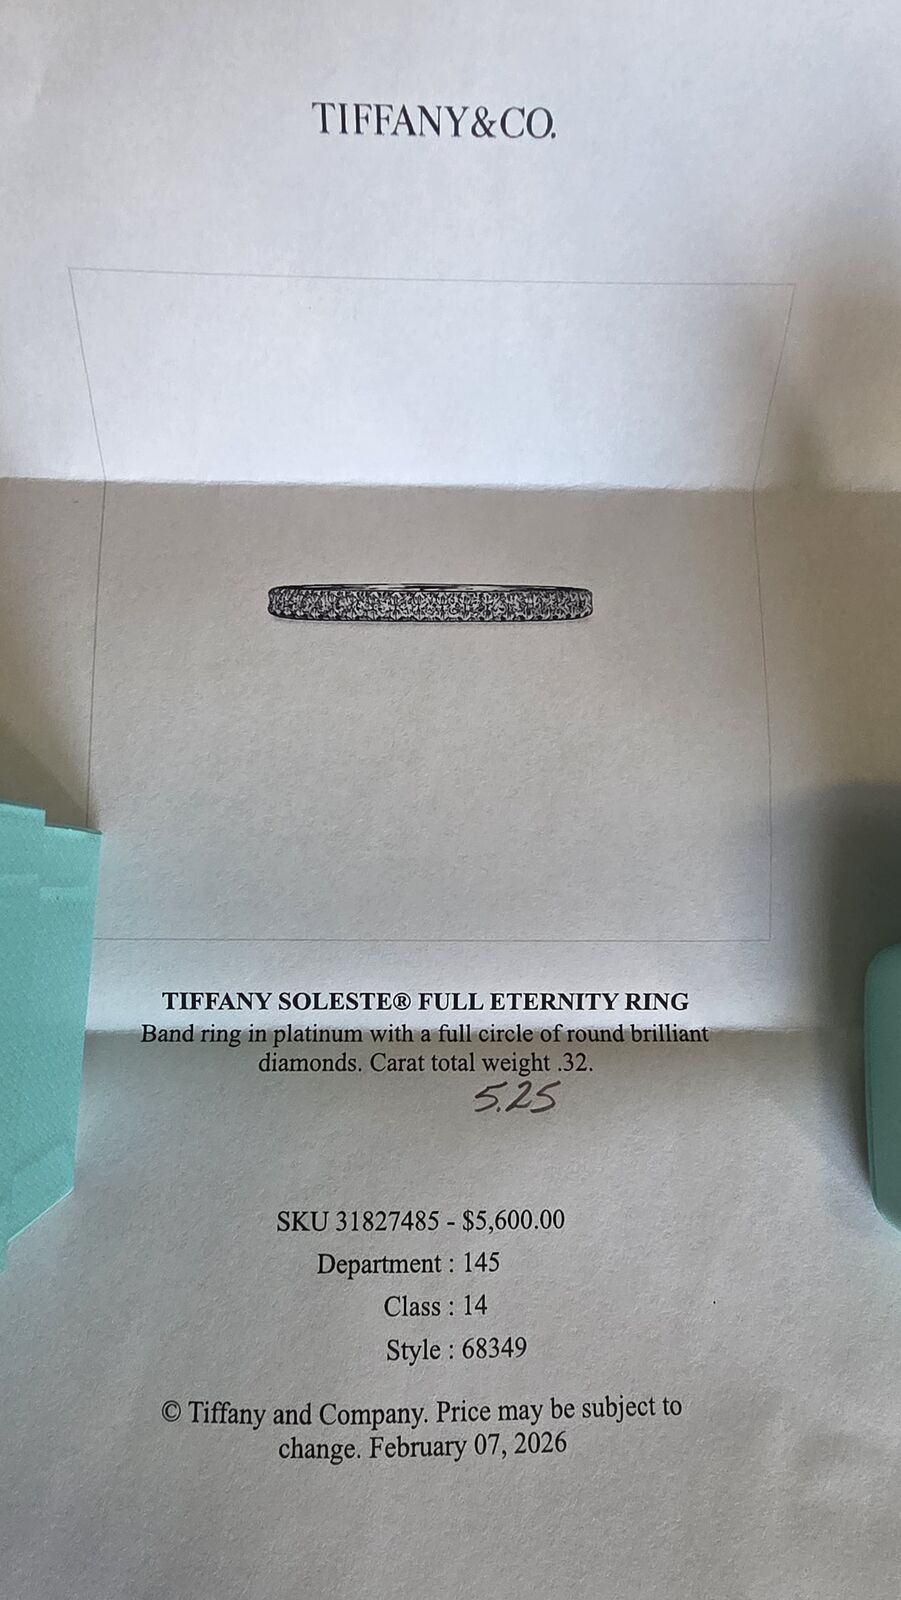 TIFFANY&CO.
TIFFANY SOLESTE® FULL ETERNITY RING
Band ring in platinum with a full circle of round brilliant
diamonds. Carat total weight .32.
5.25
SKU 31827485 - $5,600.00
Department : 145
Class : 14
Style : 68349
© Tiffany and Company. Price may be subject to
change. February 07, 2026